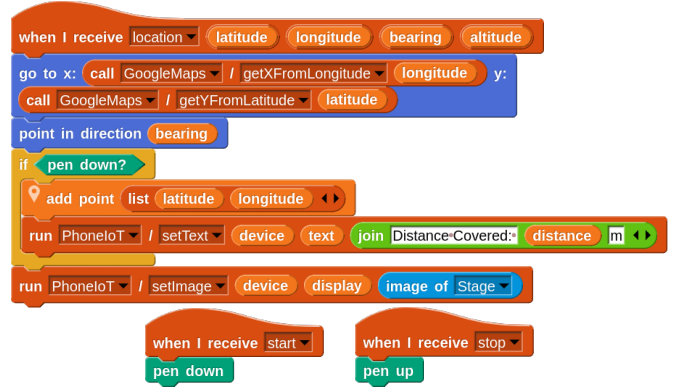 when I receive location latitude longitude bearing altitude
go to x: call GoogleMaps / getXFromLongitude longitude y:
call GoogleMaps / getYFromLatitude latitude
point in direction bearing
if pen down?
add point list latitude longitude
run PhoneIoT / setText device text join Distance Covered: distance m
run PhoneIoT / setImage device display image of Stage
when I receive start
pen down
when I receive stop
pen up